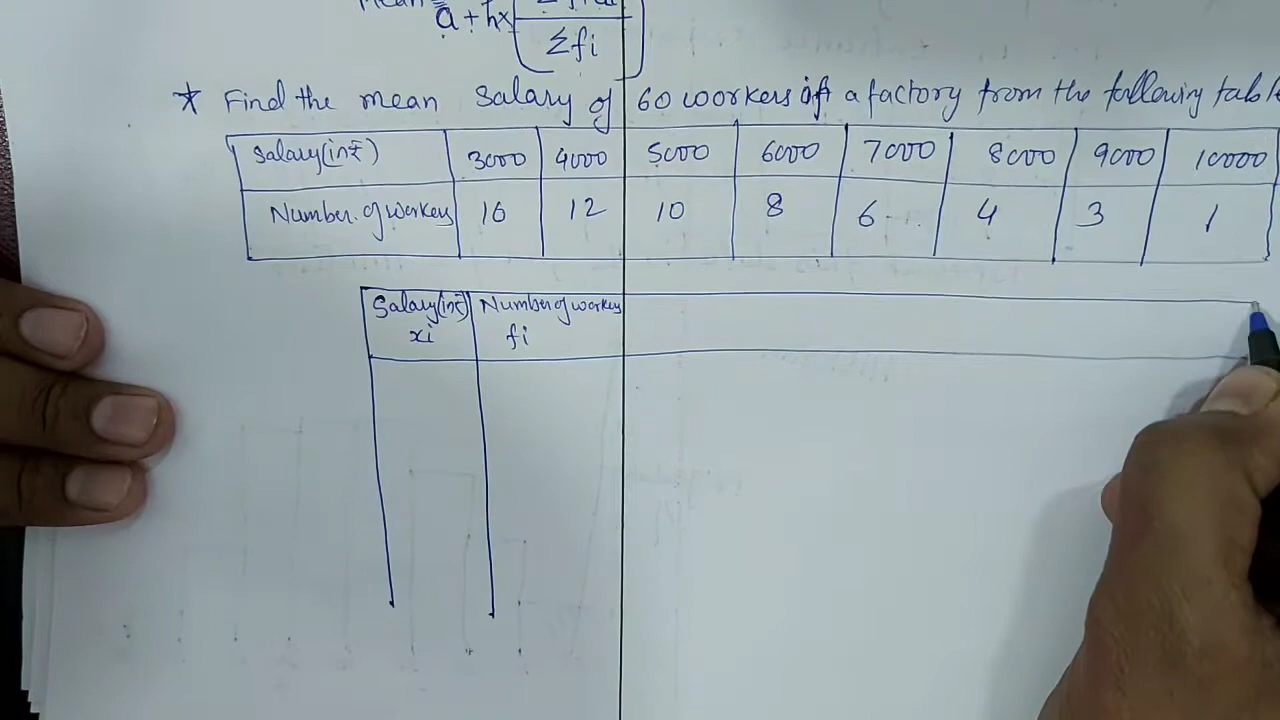 a + h x
Σfi
* Find the mean salary of 60 workers of a factory from the following table
Salary(in₹) 3000 4000 5000 6000 7000 8000 9000 10000
Number of workers 16 12 10 8 6 4 3 1
Salary(in₹) Number of workers
xi fi